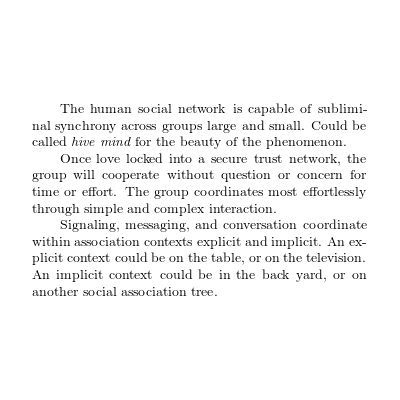 The human social network is capable of sublimi-
nal synchrony across groups large and small. Could be
called hive mind for the beauty of the phenomenon.
Once love locked into a secure trust network, the
group will cooperate without question or concern for
time or effort. The group coordinates most effortlessly
through simple and complex interaction.
Signaling, messaging, and conversation coordinate
within association contexts explicit and implicit. An ex-
plicit context could be on the table, or on the television.
An implicit context could be in the back yard, or on
another social association tree.